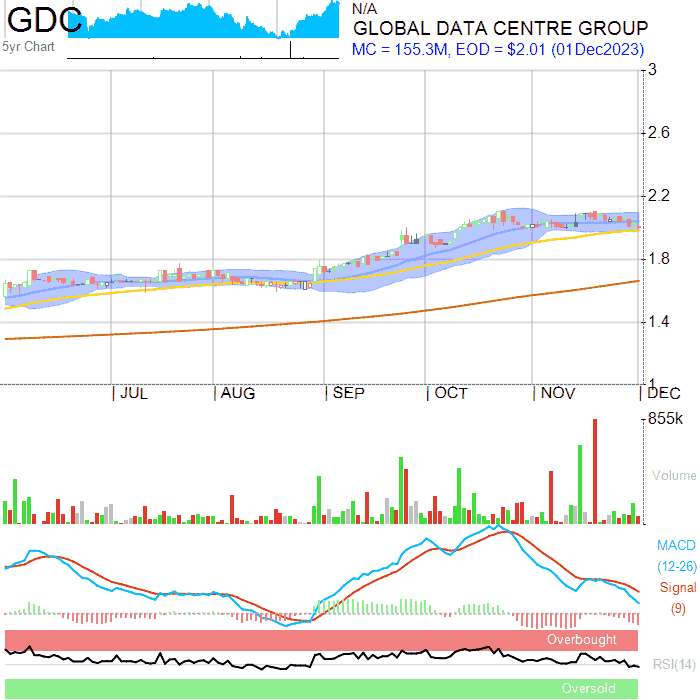 GDC
N/A
GLOBAL DATA CENTRE GROUP
5yr Chart
MC = 155.3M, EOD = $2.01 (01Dec2023)
3
2.6
2.2
1.8
1.4
1
JUL AUG SEP OCT NOV DEC
855k
Volume
MACD
(12-26)
Signal
(9)
Overbought
RSI(14)
Oversold